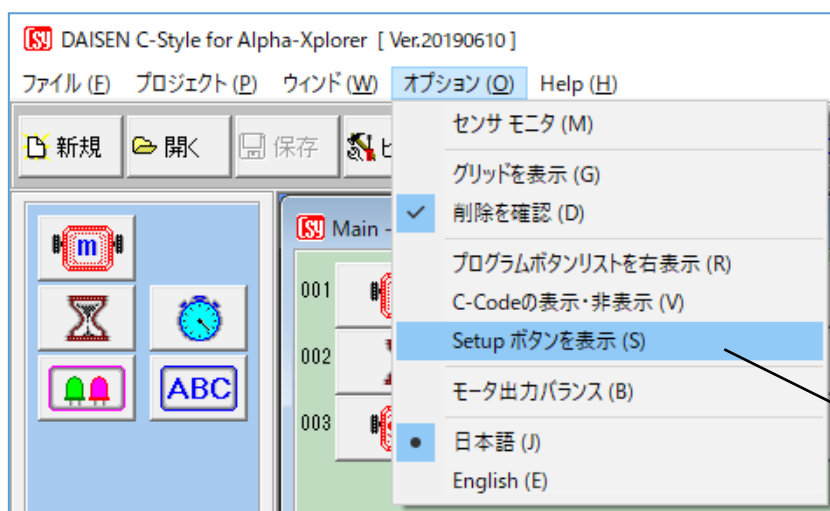 DAISEN C-Style for Alpha-Xplorer [ Ver.20190610 ]
ファイル (F) プロジェクト (P) ウィンド (W) オプション (O) Help (H)
新規 開く 保存 ビ
センサ モニタ (M)
グリッドを表示 (G)
削除を確認 (D)
プログラムボタンリストを右表示 (R)
C-Codeの表示・非表示 (V)
Setup ボタンを表示 (S)
モータ出力バランス (B)
日本語 (J)
English (E)
m
ABC
Main -
001
002
003